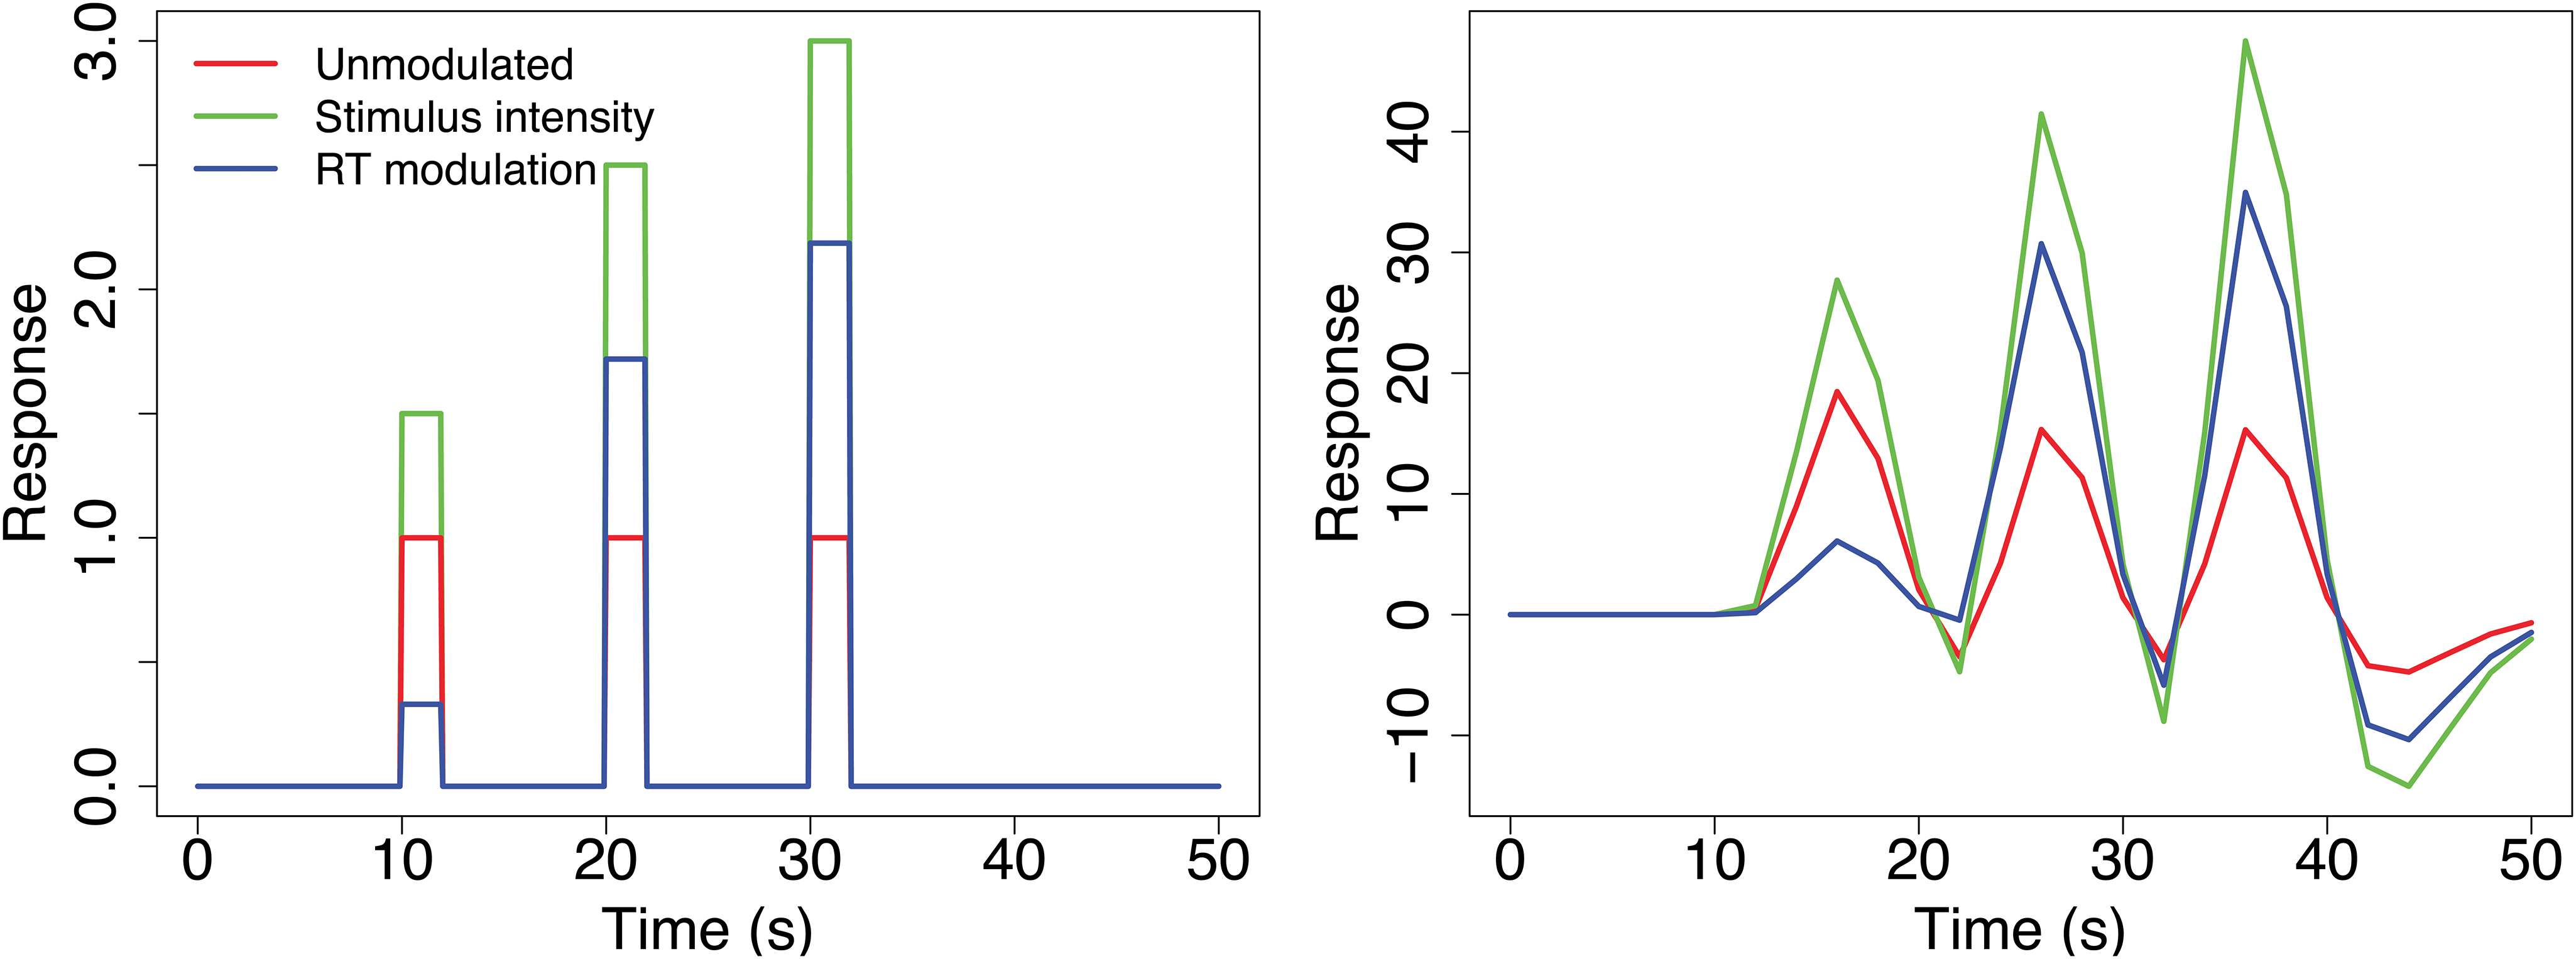 Response
3.0
2.0
1.0
0.0
Unmodulated
Stimulus intensity
RT modulation
0 10 20 30 40 50
Time (s)
Response
40
30
20
10
0
−10
0 10 20 30 40 50
Time (s)